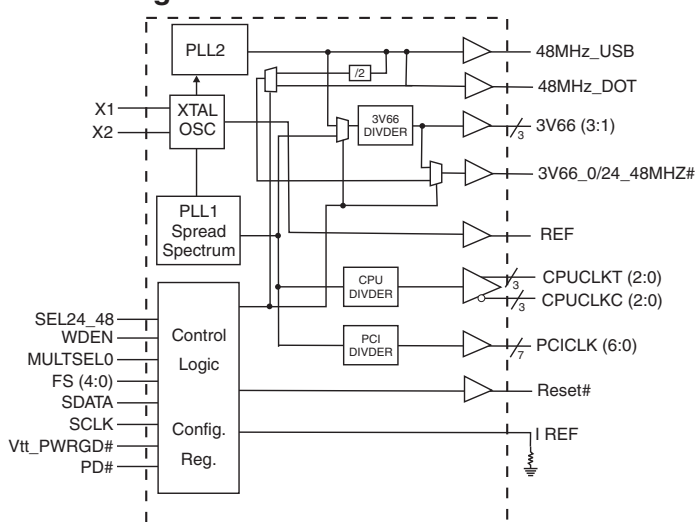 PLL2
/2
48MHz_USB
48MHz_DOT
X1
X2
XTAL
OSC
3V66
DIVDER
3
3V66 (3:1)
3V66_0/24_48MHZ#
PLL1
Spread
Spectrum
REF
CPU
DIVDER
3
CPUCLKT (2:0)
3
CPUCLKC (2:0)
PCI
DIVDER
7
PCICLK (6:0)
SEL24_48
WDEN
MULTSEL0
FS (4:0)
SDATA
SCLK
Vtt_PWRGD#
PD#
Control
Logic
Config.
Reg.
Reset#
I REF